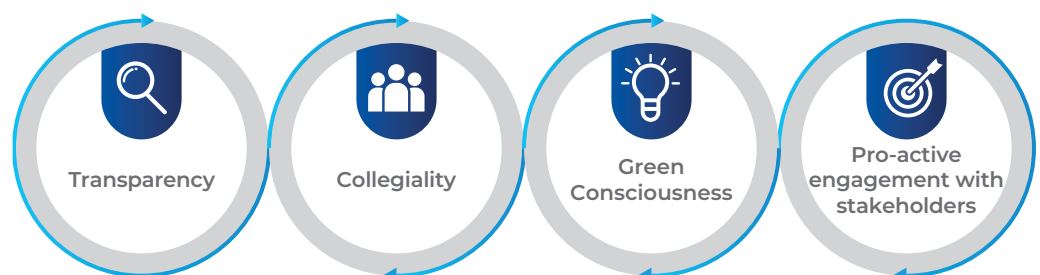 Transparency
Collegiality
Green
Consciousness
Pro-active
engagement with
stakeholders